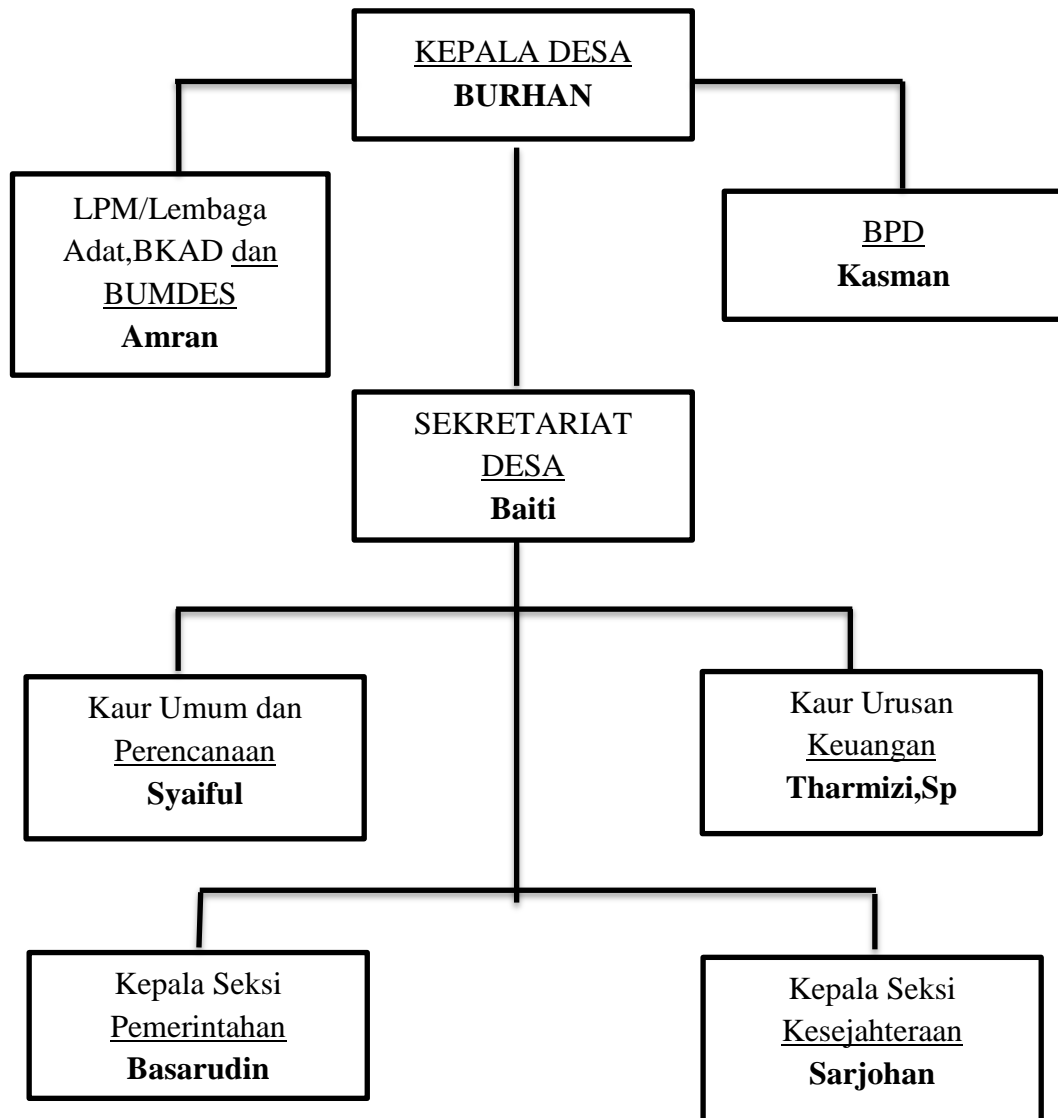 KEPALA DESA
BURHAN
LPM/Lembaga
Adat,BKAD dan
BUMDES
Amran
BPD
Kasman
SEKRETARIAT
DESA
Baiti
Kaur Umum dan
Perencanaan
Syaiful
Kaur Urusan
Keuangan
Tharmizi,Sp
Kepala Seksi
Pemerintahan
Basarudin
Kepala Seksi
Kesejahteraan
Sarjohan